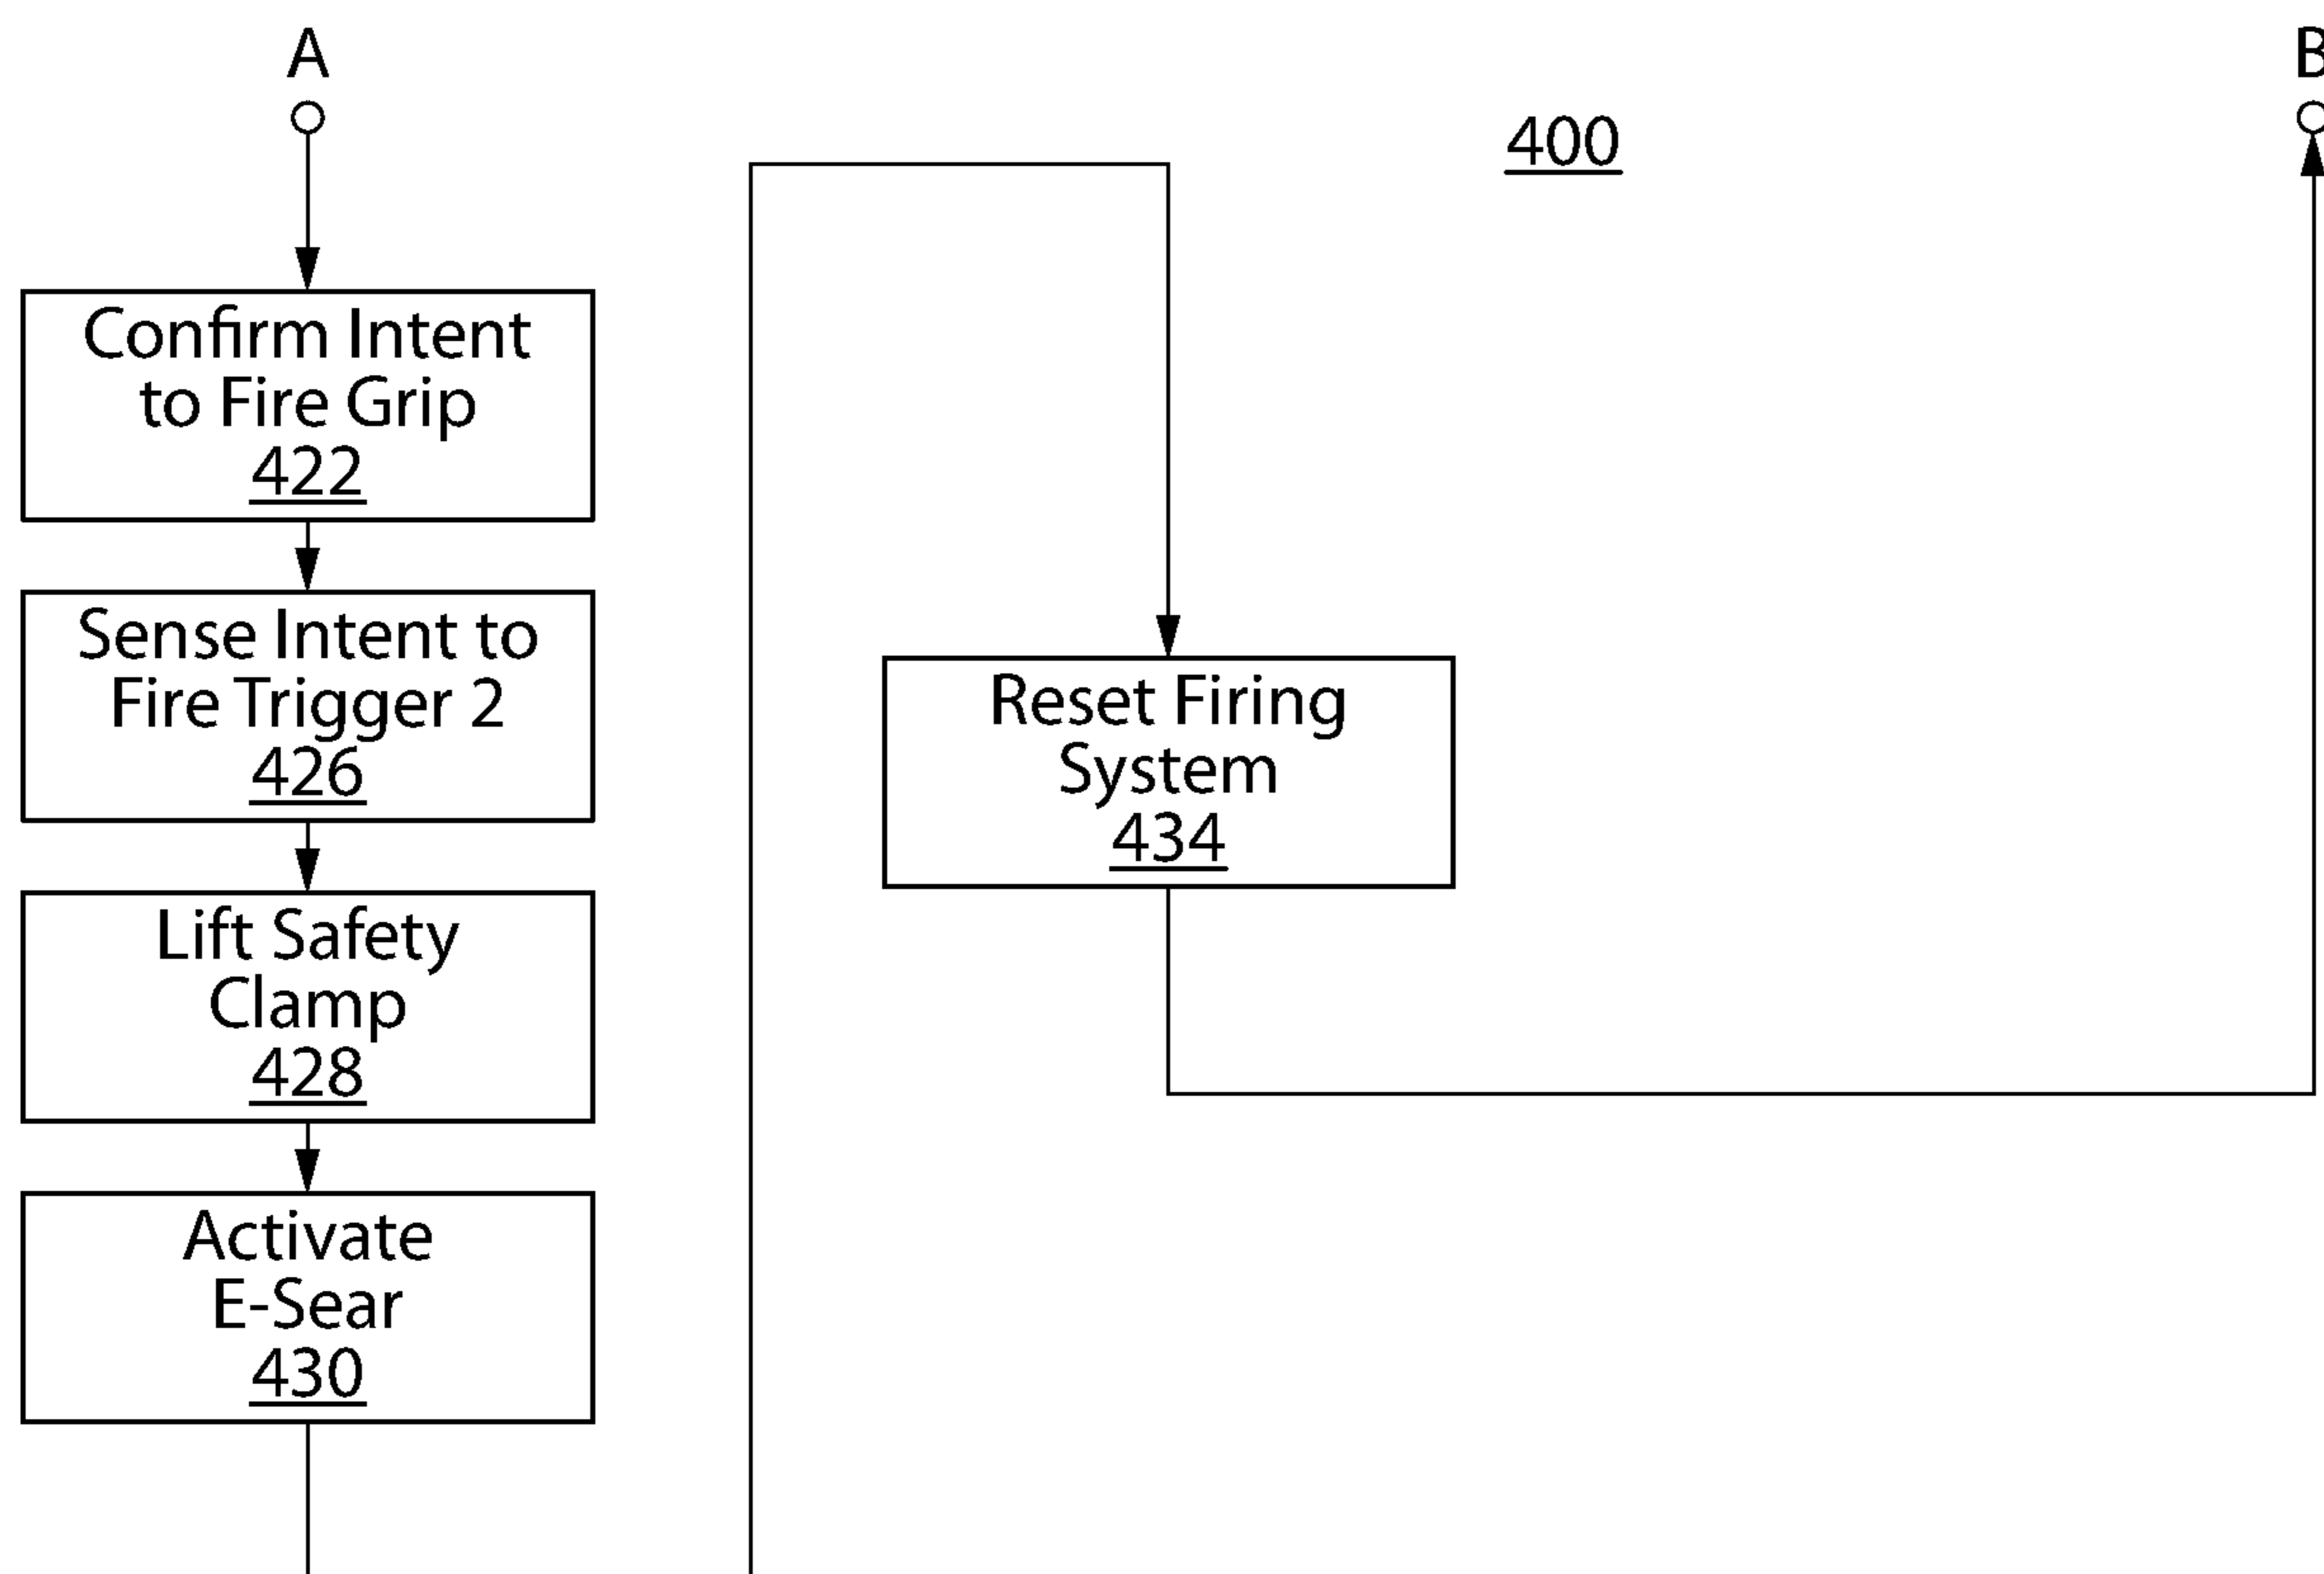 A
B
400
Confirm Intent
to Fire Grip
422
Sense Intent to
Fire Trigger 2
426
Lift Safety
Clamp
428
Activate
E-Sear
430
Reset Firing
System
434